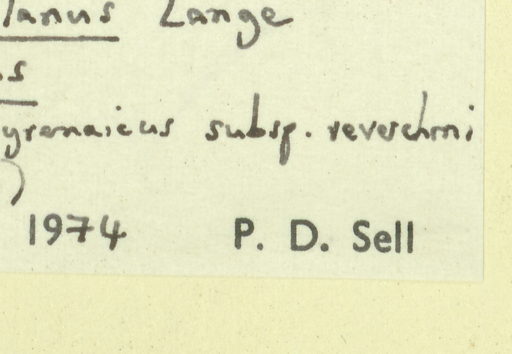 lanus Lange
s
yrenaicus subsp. reverchoni
)
1974 P. D. Sell